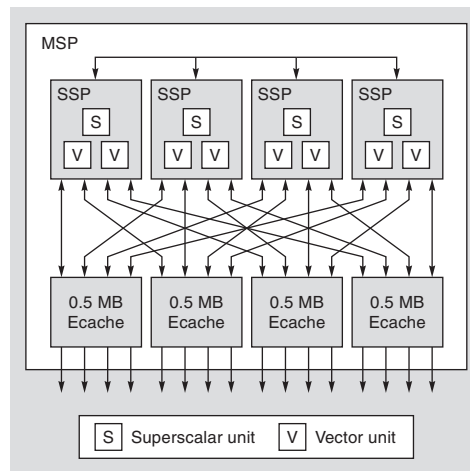 MSP
SSP SSP SSP SSP
S S S S
V V V V V V V V
0.5 MB 0.5 MB 0.5 MB 0.5 MB
Ecache Ecache Ecache Ecache
S Superscalar unit V Vector unit